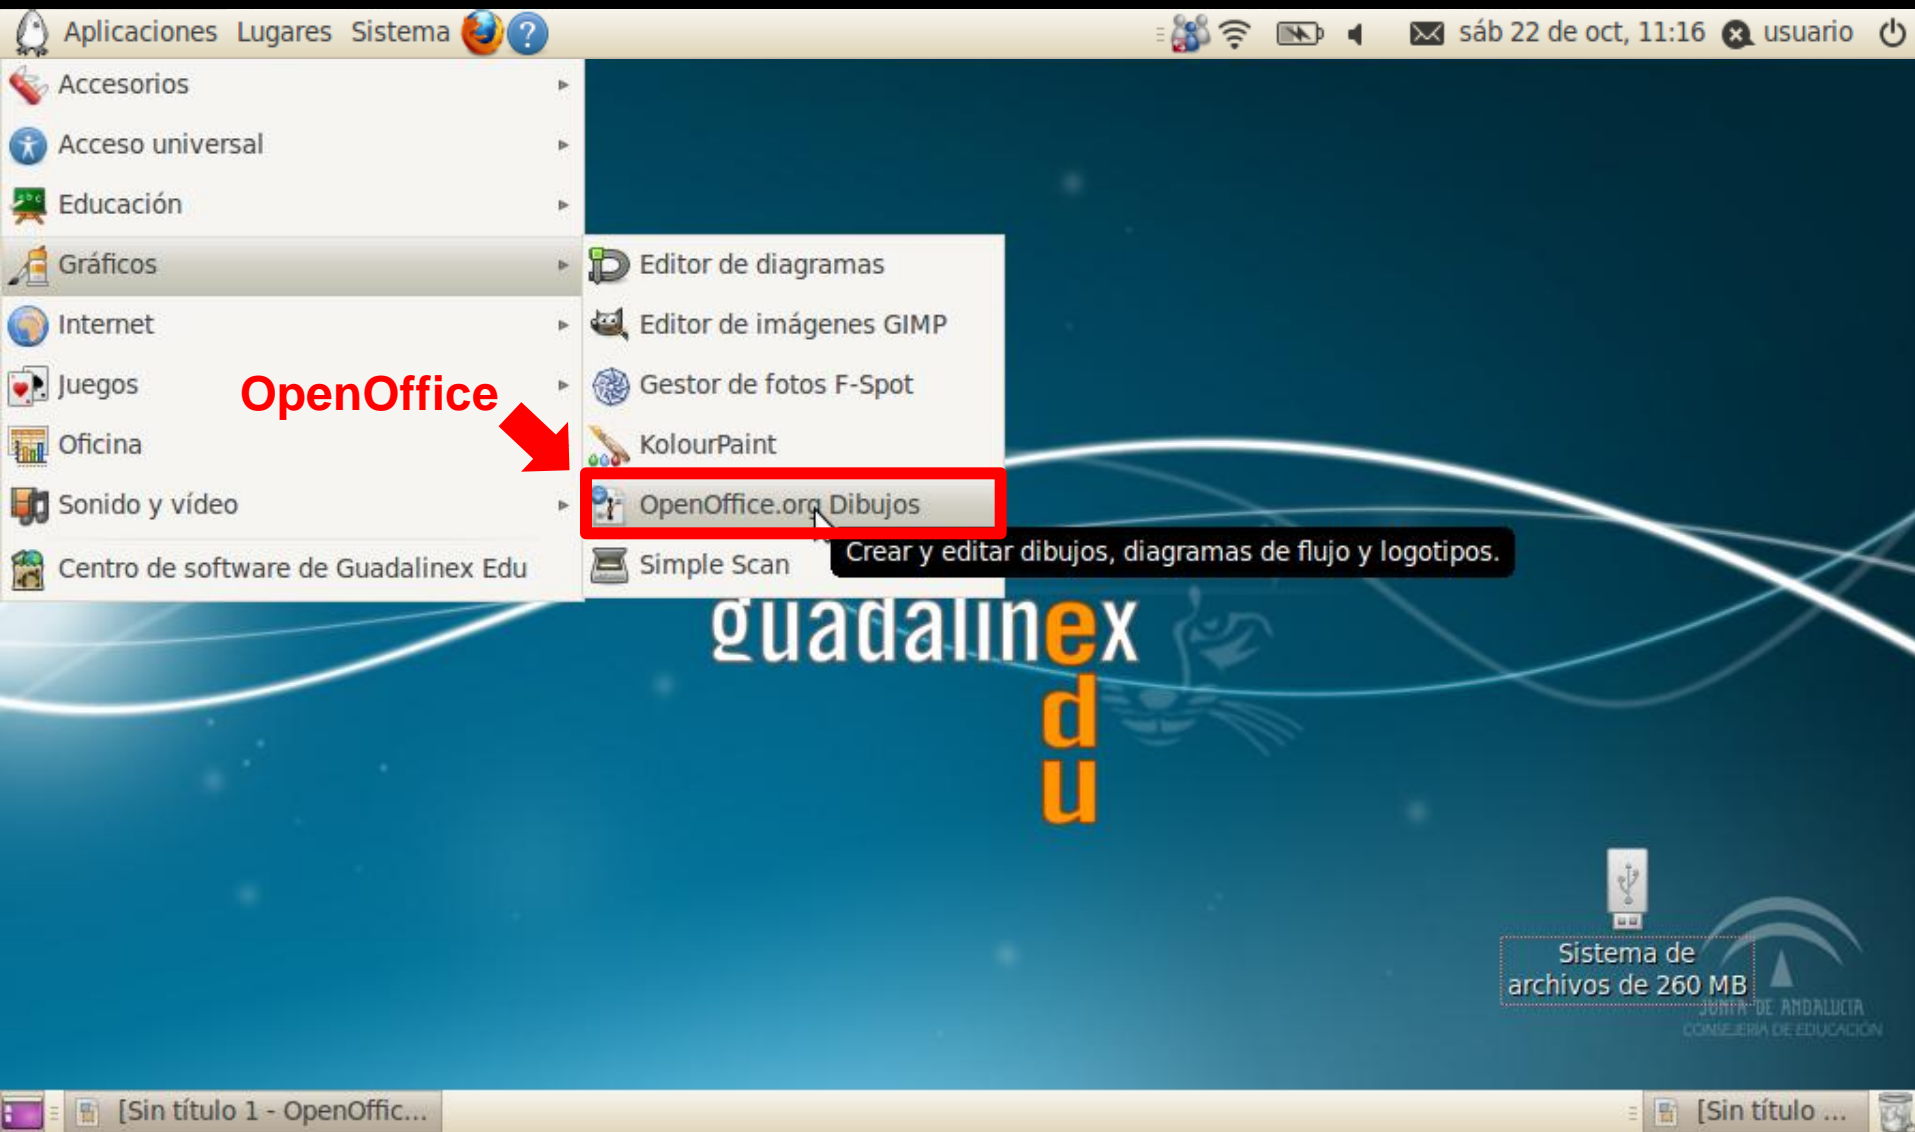 Aplicaciones Lugares Sistema ? sáb 22 de oct, 11:16 usuario
Accesorios
Acceso universal
Educación
Gráficos
Internet
Juegos
Oficina
Sonido y vídeo
Centro de software de Guadalinex Edu
OpenOffice
Editor de diagramas
Editor de imágenes GIMP
Gestor de fotos F-Spot
KolourPaint
OpenOffice.org Dibujos
Simple Scan
Crear y editar dibujos, diagramas de flujo y logotipos.
guadalinex
edu
Sistema de
archivos de 260 MB
JUNTA DE ANDALUCIA
CONSEJERIA DE EDUCACIÓN
[Sin título 1 - OpenOffic... [Sin título ...